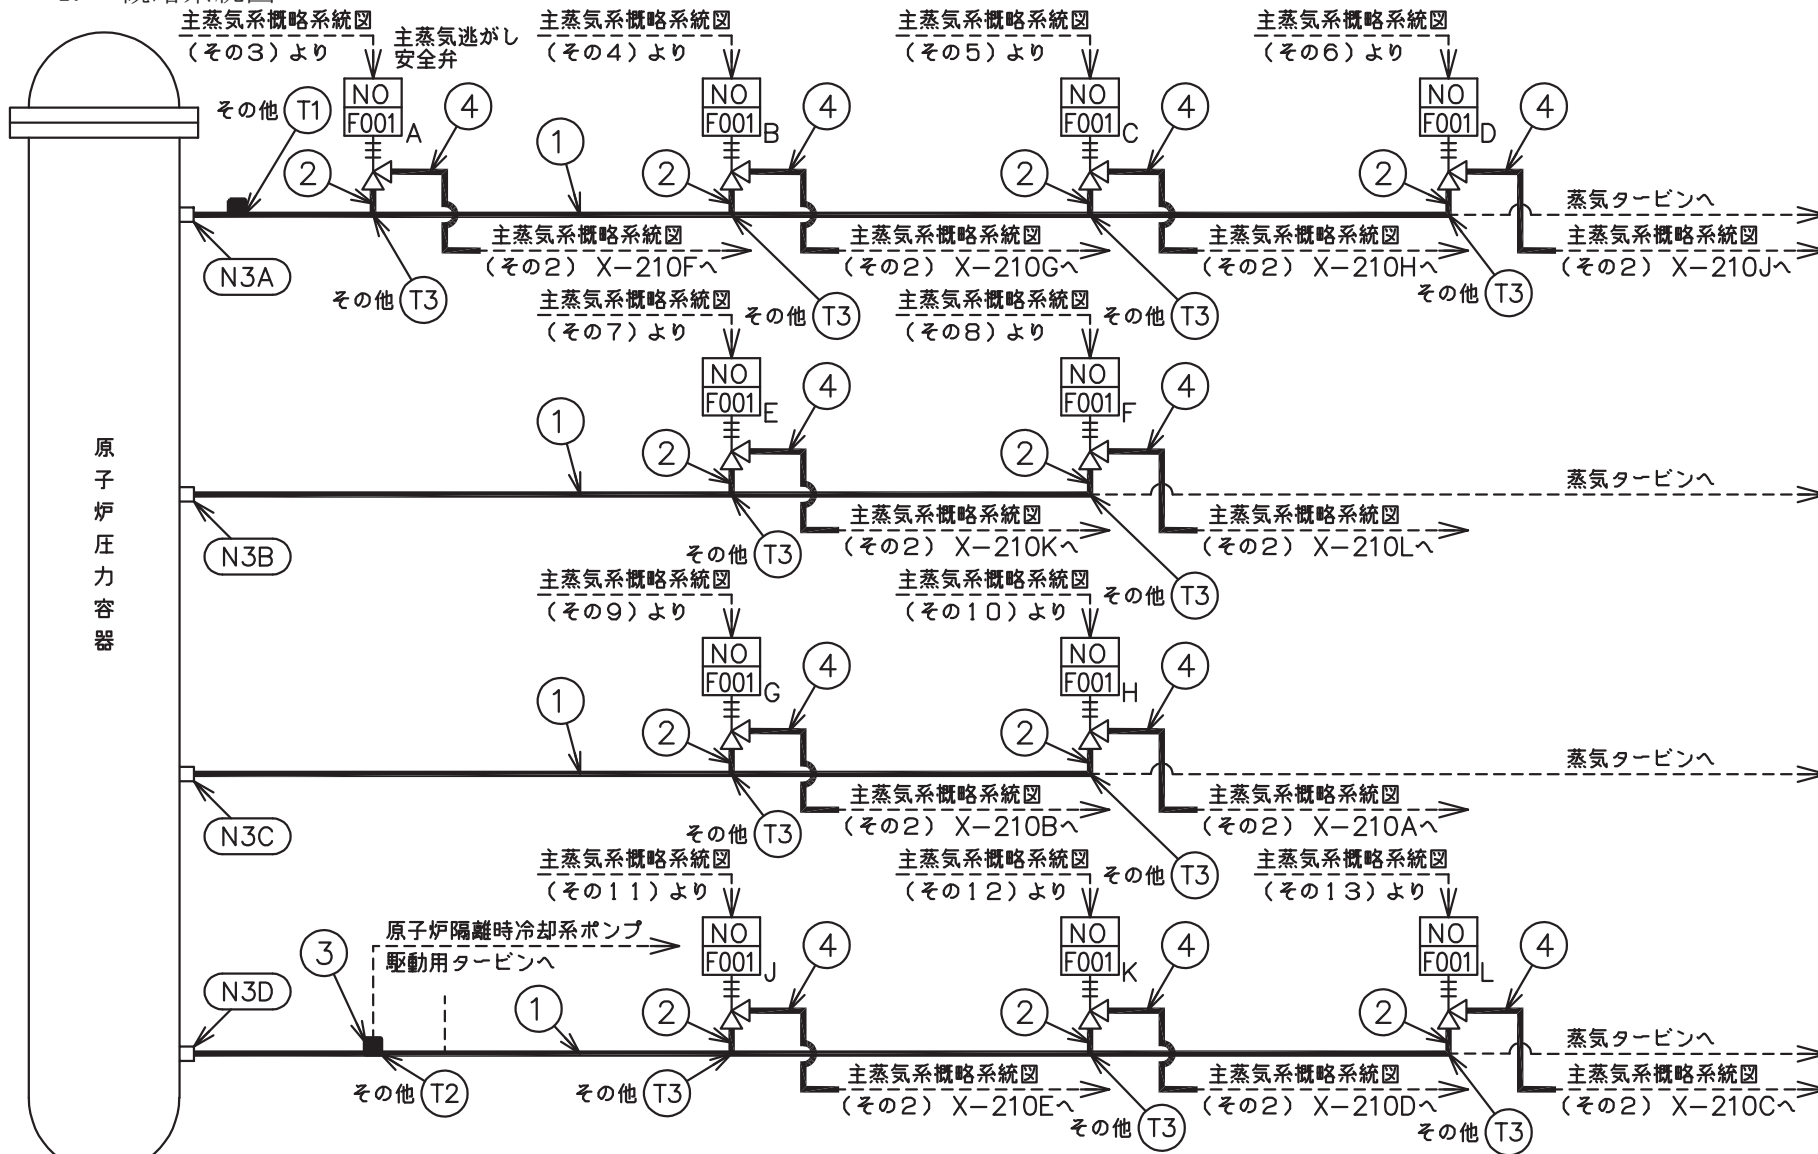 主蒸気系概略系統図
(その3)より
主蒸気逃がし
安全弁
主蒸気系概略系統図
(その4)より
主蒸気系概略系統図
(その5)より
主蒸気系概略系統図
(その6)より
その他 T1
NO
F001 A
4
NO
F001 B
4
NO
F001 C
4
NO
F001 D
4
2
1
2
2
2
蒸気タービンへ
N3A
主蒸気系概略系統図
(その2) X-210Fへ
主蒸気系概略系統図
(その2) X-210Gへ
主蒸気系概略系統図
(その2) X-210Hへ
主蒸気系概略系統図
(その2) X-210Jへ
その他 T3
その他 T3
その他 T3
その他 T3
主蒸気系概略系統図
(その7)より
主蒸気系概略系統図
(その8)より
NO
F001 E
4
NO
F001 F
4
1
2
2
蒸気タービンへ
原子炉圧力容器
N3B
主蒸気系概略系統図
(その2) X-210Kへ
主蒸気系概略系統図
(その2) X-210Lへ
その他 T3
その他 T3
主蒸気系概略系統図
(その9)より
主蒸気系概略系統図
(その10)より
NO
F001 G
4
NO
F001 H
4
1
2
2
蒸気タービンへ
N3C
主蒸気系概略系統図
(その2) X-210Bへ
主蒸気系概略系統図
(その2) X-210Aへ
その他 T3
その他 T3
主蒸気系概略系統図
(その11)より
主蒸気系概略系統図
(その12)より
主蒸気系概略系統図
(その13)より
原子炉隔離時冷却系ポンプ
駆動用タービンへ
3
NO
F001 J
4
NO
F001 K
4
NO
F001 L
4
N3D
1
2
2
2
蒸気タービンへ
その他 T2
その他 T3
主蒸気系概略系統図
(その2) X-210Eへ
主蒸気系概略系統図
(その2) X-210Dへ
主蒸気系概略系統図
(その2) X-210Cへ
その他 T3
その他 T3